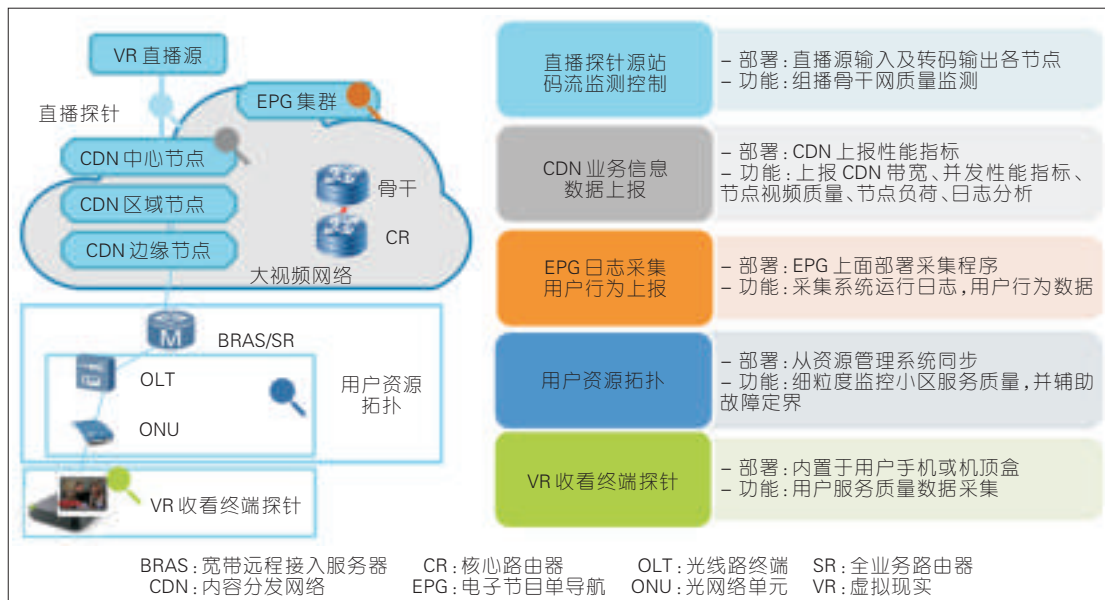 VR 直播源
直播探针
EPG 集群
CDN 中心节点
CDN 区域节点
CDN 边缘节点
骨干
CR
大视频网络
M
BRAS/SR
OLT
ONU
用户资源
拓扑
VR 收看终端探针
直播探针源站
码流监测控制
– 部署:直播源输入及转码输出各节点
– 功能:组播骨干网质量监测
CDN 业务信息
数据上报
– 部署:CDN 上报性能指标
– 功能:上报 CDN 带宽、并发性能指标、
节点视频质量、节点负荷、日志分析
EPG 日志采集
用户行为上报
– 部署:EPG 上面部署采集程序
– 功能:采集系统运行日志,用户行为数据
用户资源拓扑
– 部署:从资源管理系统同步
– 功能:细粒度监控小区服务质量,并辅助
故障定界
VR 收看终端探针
– 部署:内置于用户手机或机顶盒
– 功能:用户服务质量数据采集
BRAS:宽带远程接入服务器 CR:核心路由器 OLT:光线路终端 SR:全业务路由器
CDN:内容分发网络 EPG:电子节目单导航 ONU:光网络单元 VR:虚拟现实